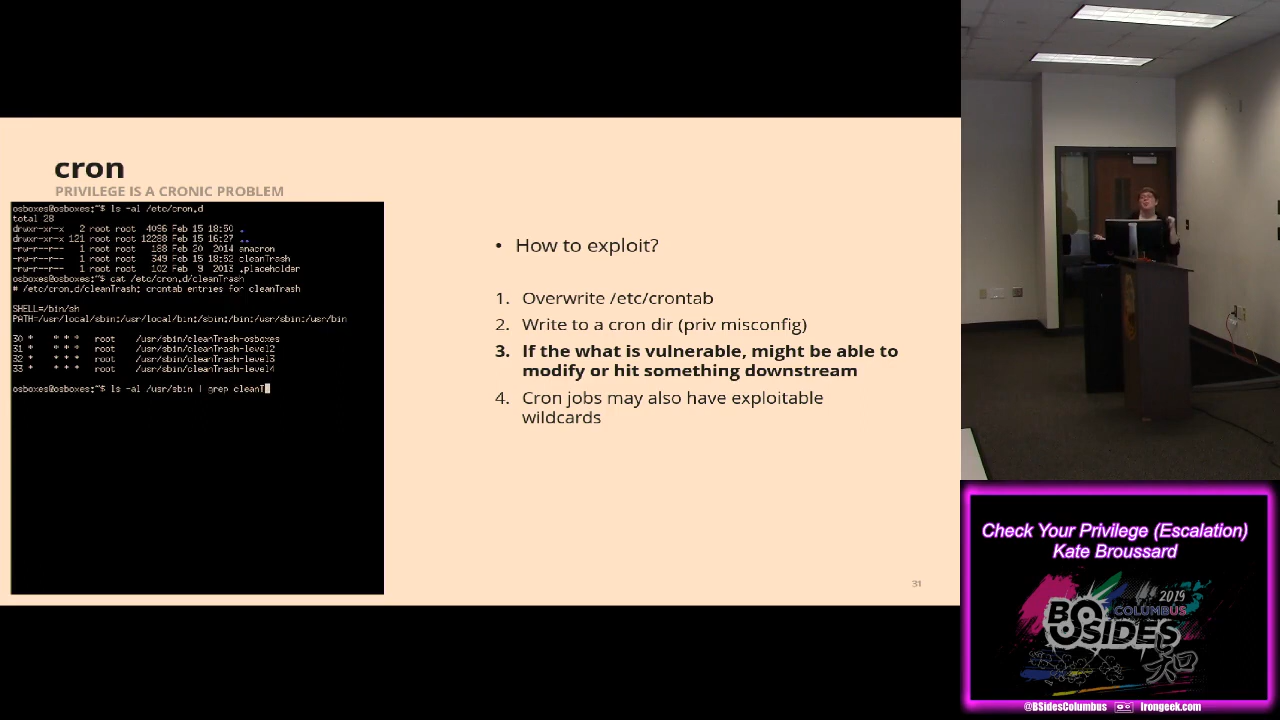 cron
PRIVILEGE IS A CRONIC PROBLEM
osboxes@osboxes:~$ ls -al /etc/cron.d
total 28
drwxr-xr-x 2 root root 4096 Feb 15 18:50 .
drwxr-xr-x 121 root root 12288 Feb 15 16:27 ..
-rw-r--r-- 1 root root 188 Feb 20 2014 anacron
-rw-r--r-- 1 root root 349 Feb 15 18:52 cleanTrash
-rw-r--r-- 1 root root 102 Feb 9 2013 .placeholder
osboxes@osboxes:~$ cat /etc/cron.d/cleanTrash
# /etc/cron.d/cleanTrash: crontab entries for cleanTrash
SHELL=/bin/sh
PATH=/usr/local/sbin:/usr/local/bin:/sbin:/bin:/usr/sbin:/usr/bin
30 * * * * root /usr/sbin/cleanTrash-osboxes
31 * * * * root /usr/sbin/cleanTrash-level2
32 * * * * root /usr/sbin/cleanTrash-level3
33 * * * * root /usr/sbin/cleanTrash-level4
osboxes@osboxes:~$ ls -al /usr/sbin | grep cleanT
• How to exploit?
1. Overwrite /etc/crontab
2. Write to a cron dir (priv misconfig)
3. If the what is vulnerable, might be able to
modify or hit something downstream
4. Cron jobs may also have exploitable
wildcards
31
Check Your Privilege (Escalation)
Kate Broussard
2019
COLUMBUS
BSIDES
@BSidesColumbus Irongeek.com